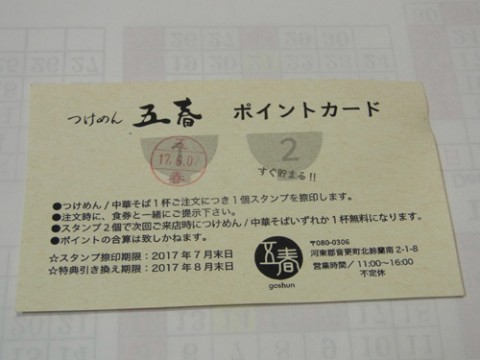 つけめん 五春 ポイントカード
五
17.6.07
春
2
すぐ貯まる!!
●つけめん / 中華そば1杯ご注文につき1個スタンプを捺印します。
●注文時に、食券と一緒にご提示下さい。
●スタンプ2個で次回ご来店時につけめん / 中華そばいずれか1杯無料になります。
●ポイントの合算は致しかねます。
☆スタンプ捺印期限：2017年7月末日
☆特典引き換え期限：2017年8月末日
五春
goshun
〒080-0306
河東郡音更町北鈴蘭南2-1-8
営業時間／11:00〜16:00
不定休